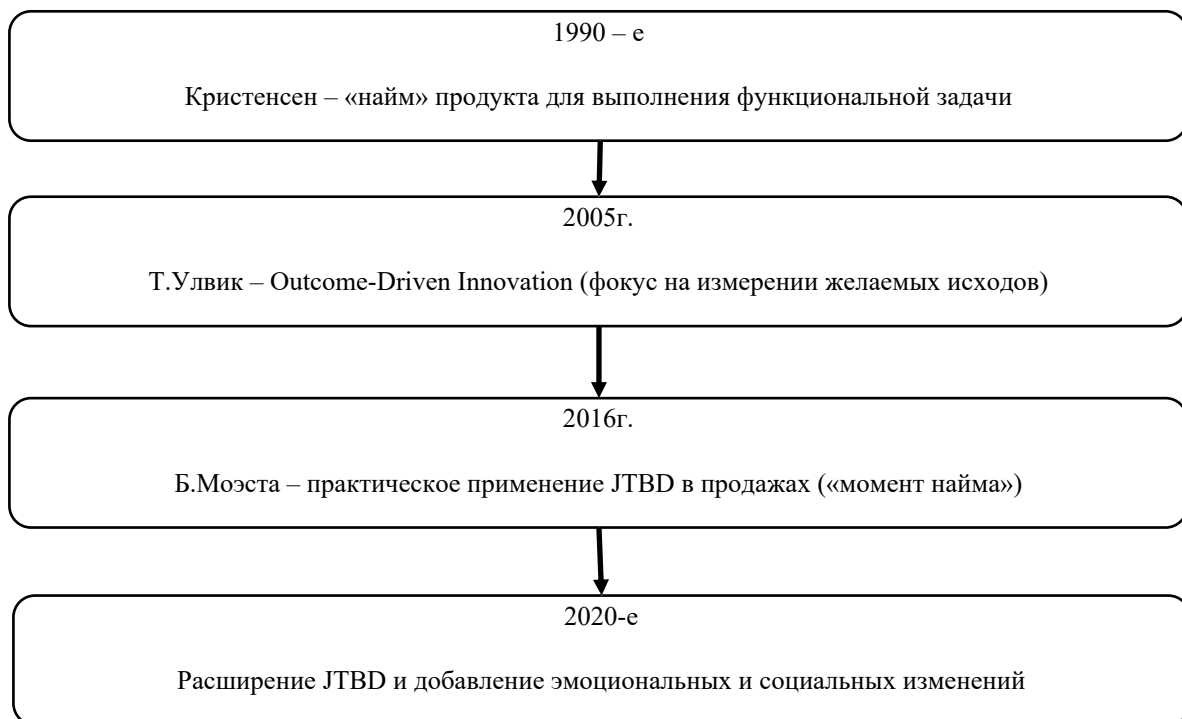 1990 – е
Кристенсен – «найм» продукта для выполнения функциональной задачи
2005г.
Т.Улвик – Outcome-Driven Innovation (фокус на измерении желаемых исходов)
2016г.
Б.Моэста – практическое применение JTBD в продажах («момент найма»)
2020-е
Расширение JTBD и добавление эмоциональных и социальных изменений